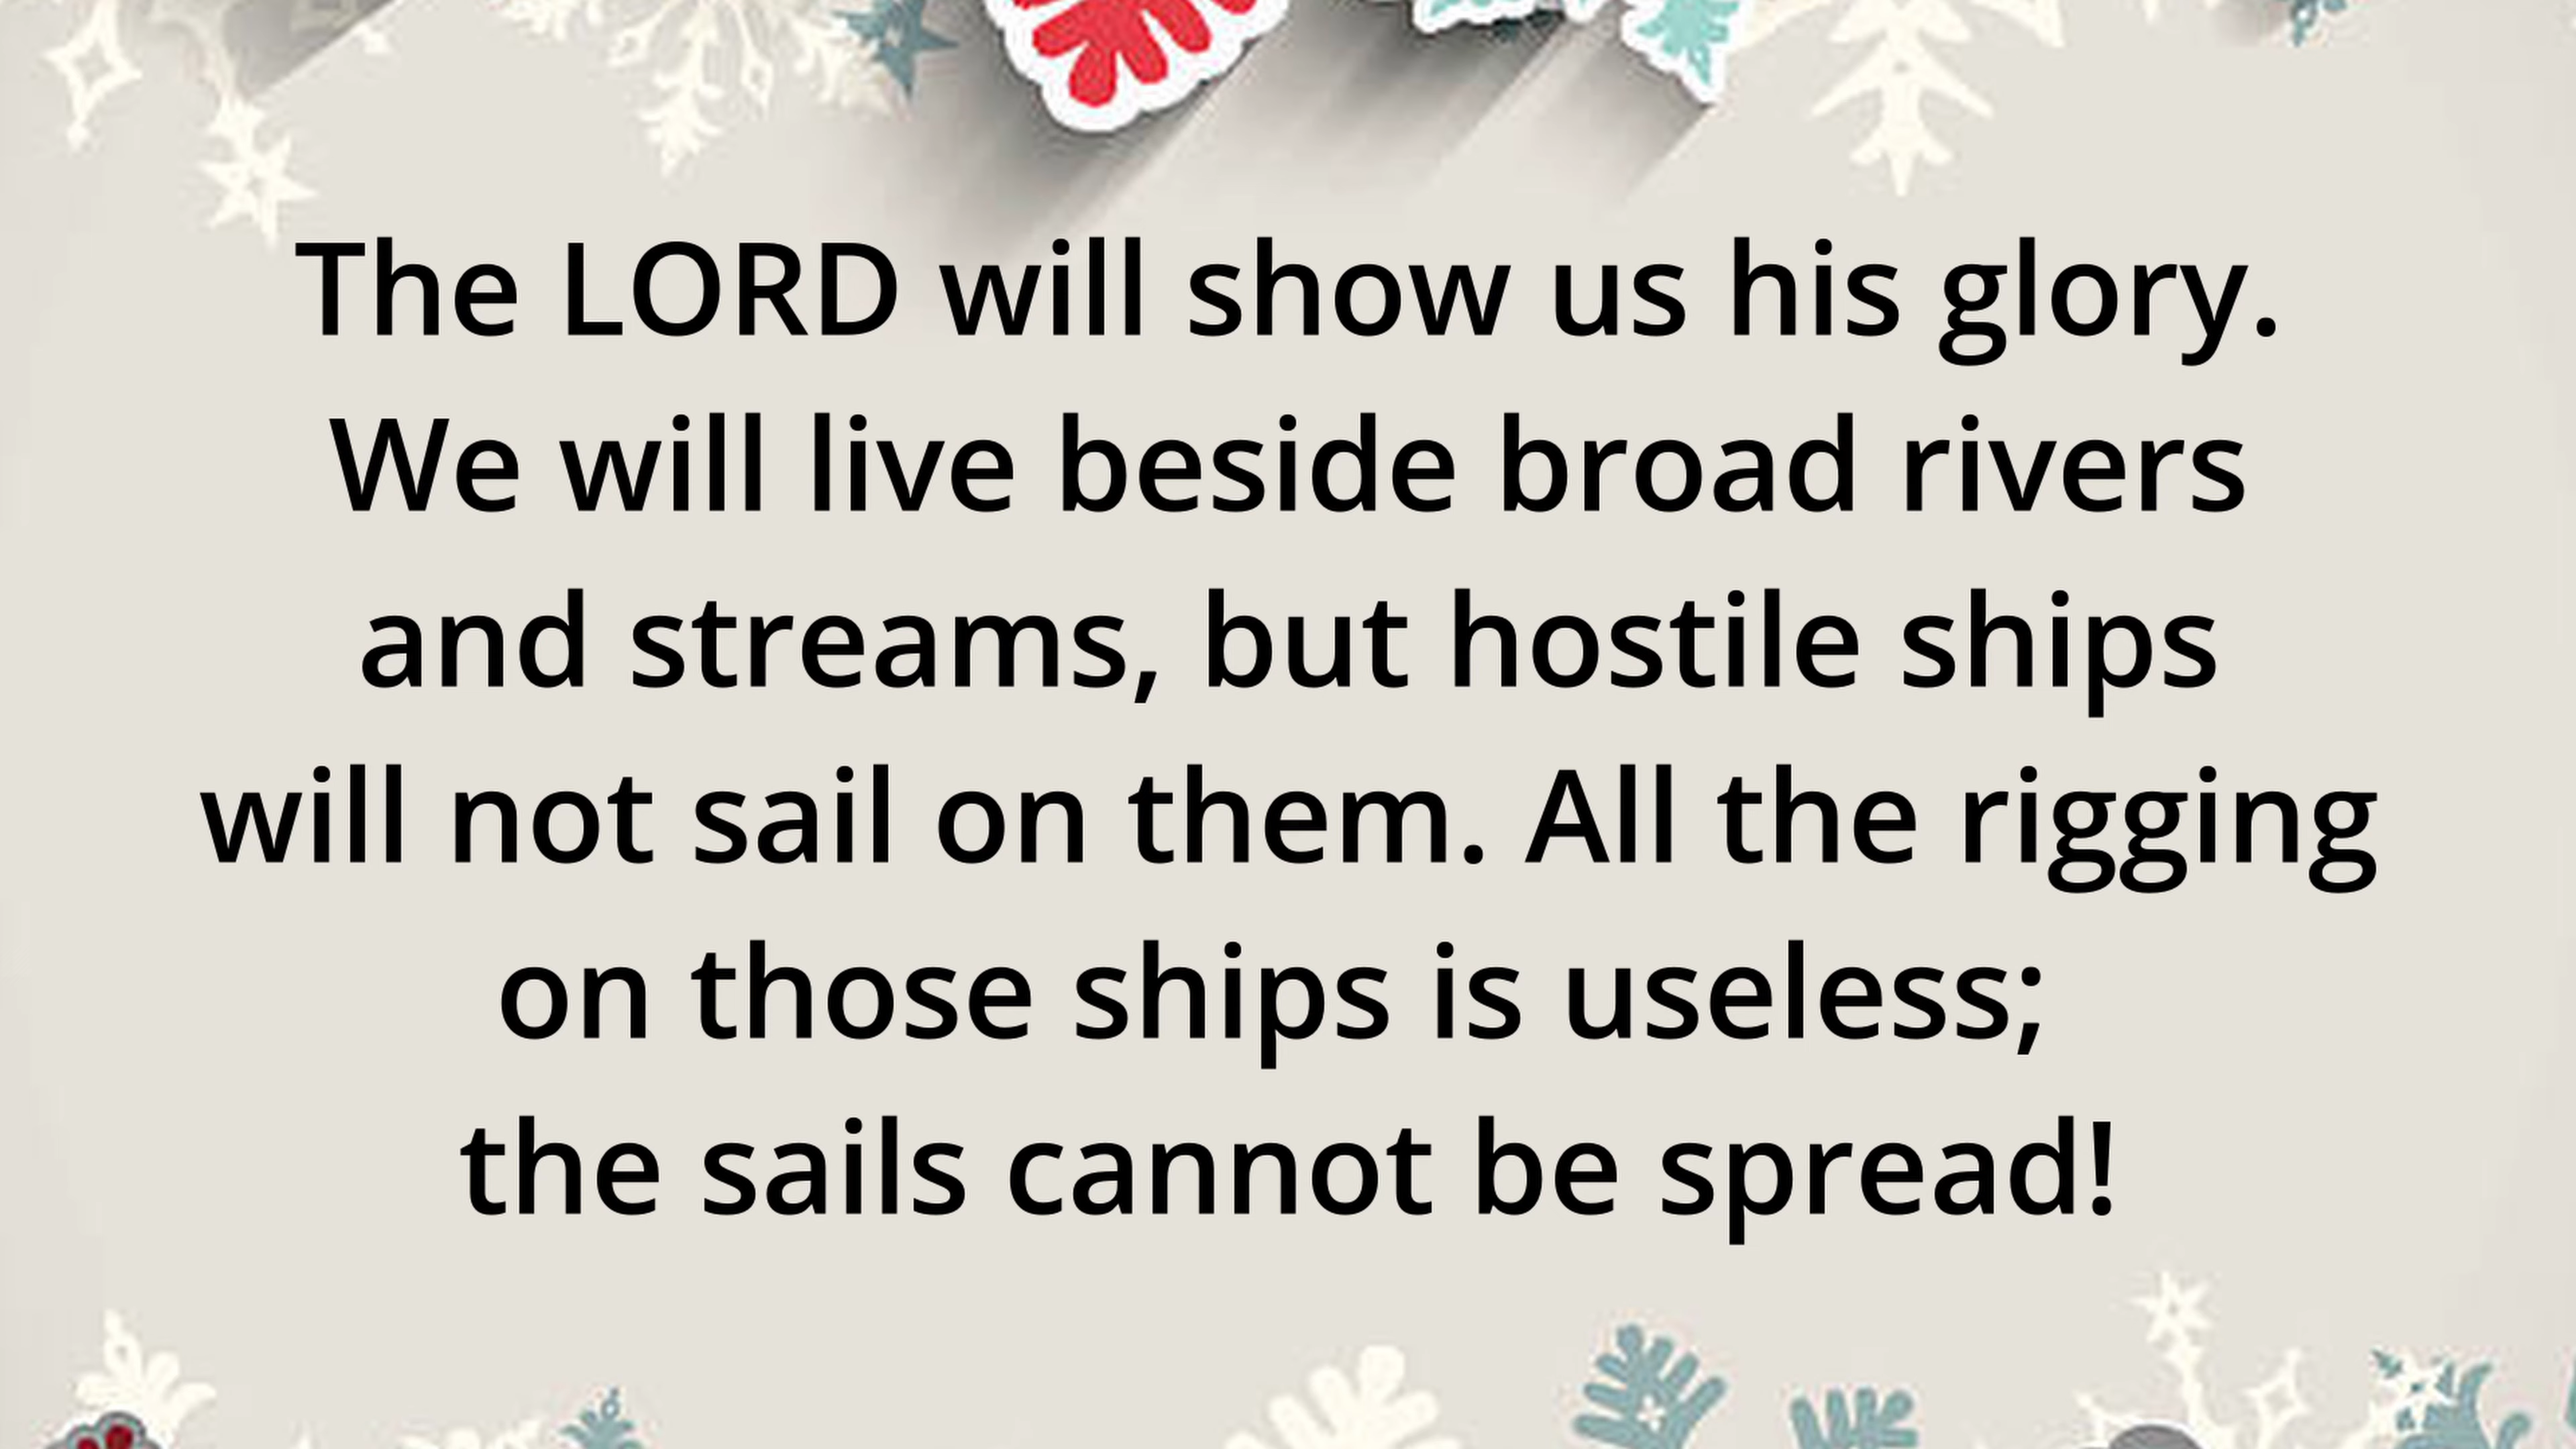 The LORD will show us his glory.
We will live beside broad rivers
and streams, but hostile ships
will not sail on them. All the rigging
on those ships is useless;
the sails cannot be spread!